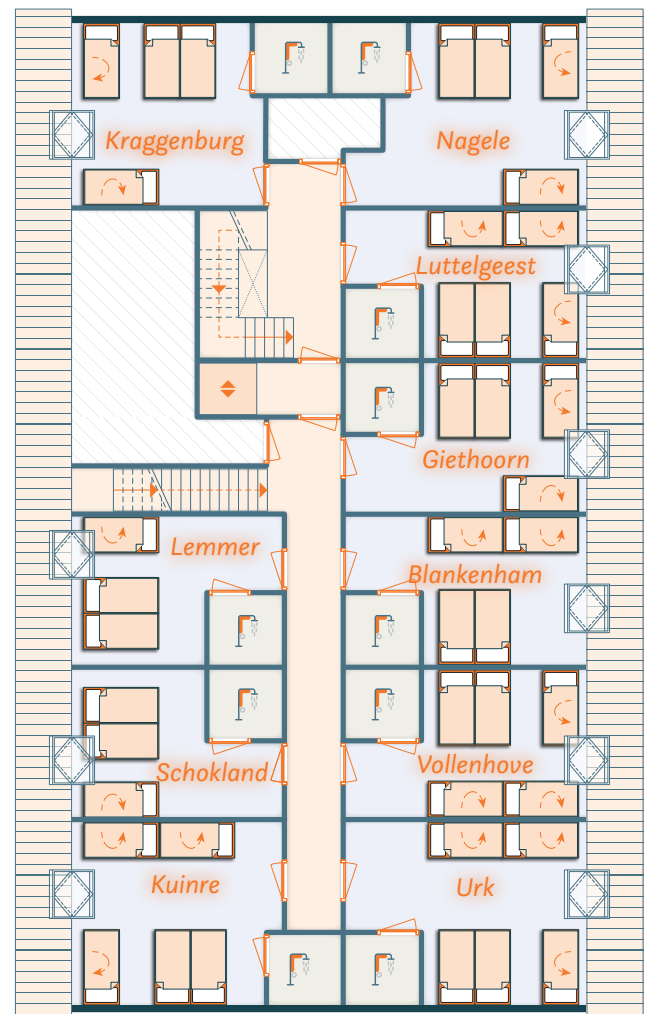 Kraggenburg
Nagele
Luttelgeest
Giethoorn
Lemmer
Blankenham
Schokland
Vollenhove
Kuinre
Urk